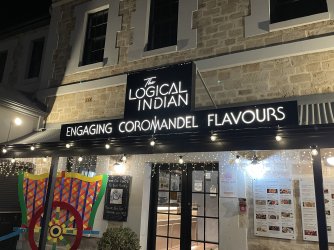 The
LOGICAL
INDIAN
ENGAGING COROMANDEL FLAVOURS